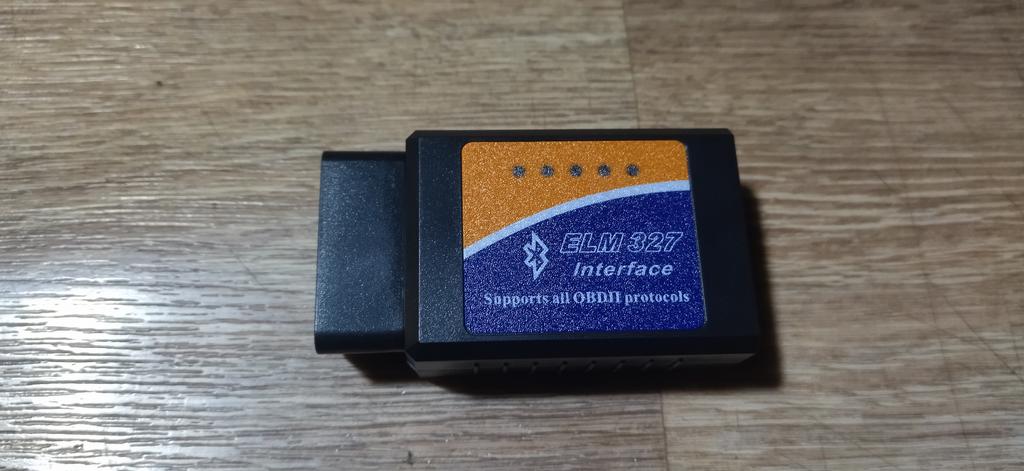 ELM 327
Interface
Supports all OBDII protocols